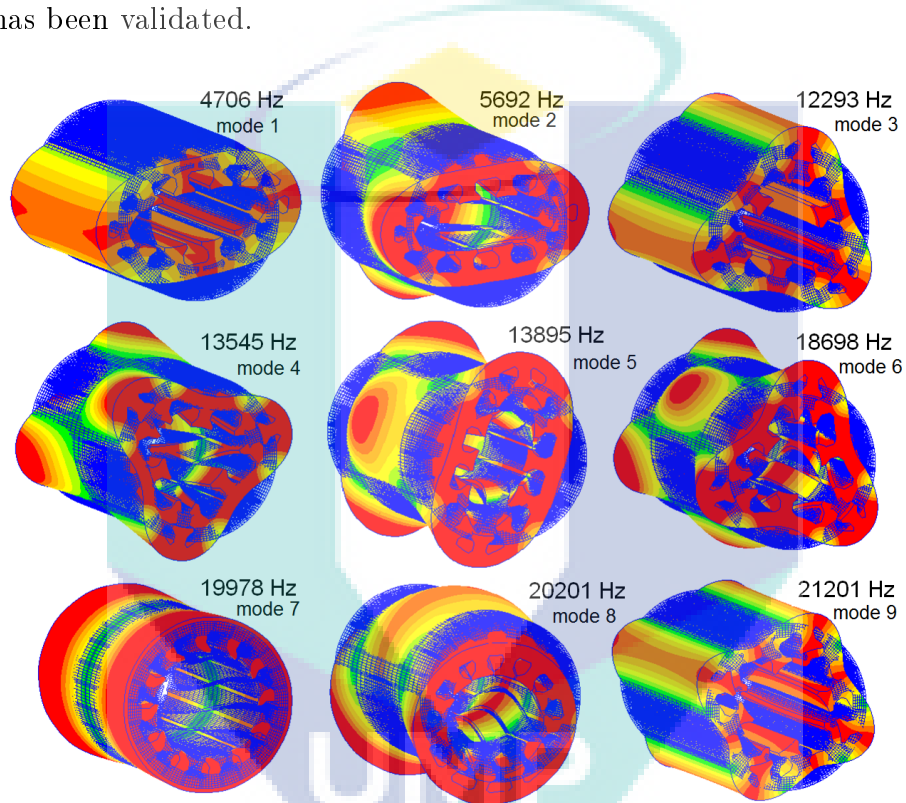 has been validated.
4706 Hz
mode 1
5692 Hz
mode 2
12293 Hz
mode 3
13545 Hz
mode 4
13895 Hz
mode 5
18698 Hz
mode 6
19978 Hz
mode 7
20201 Hz
mode 8
21201 Hz
mode 9
UMP